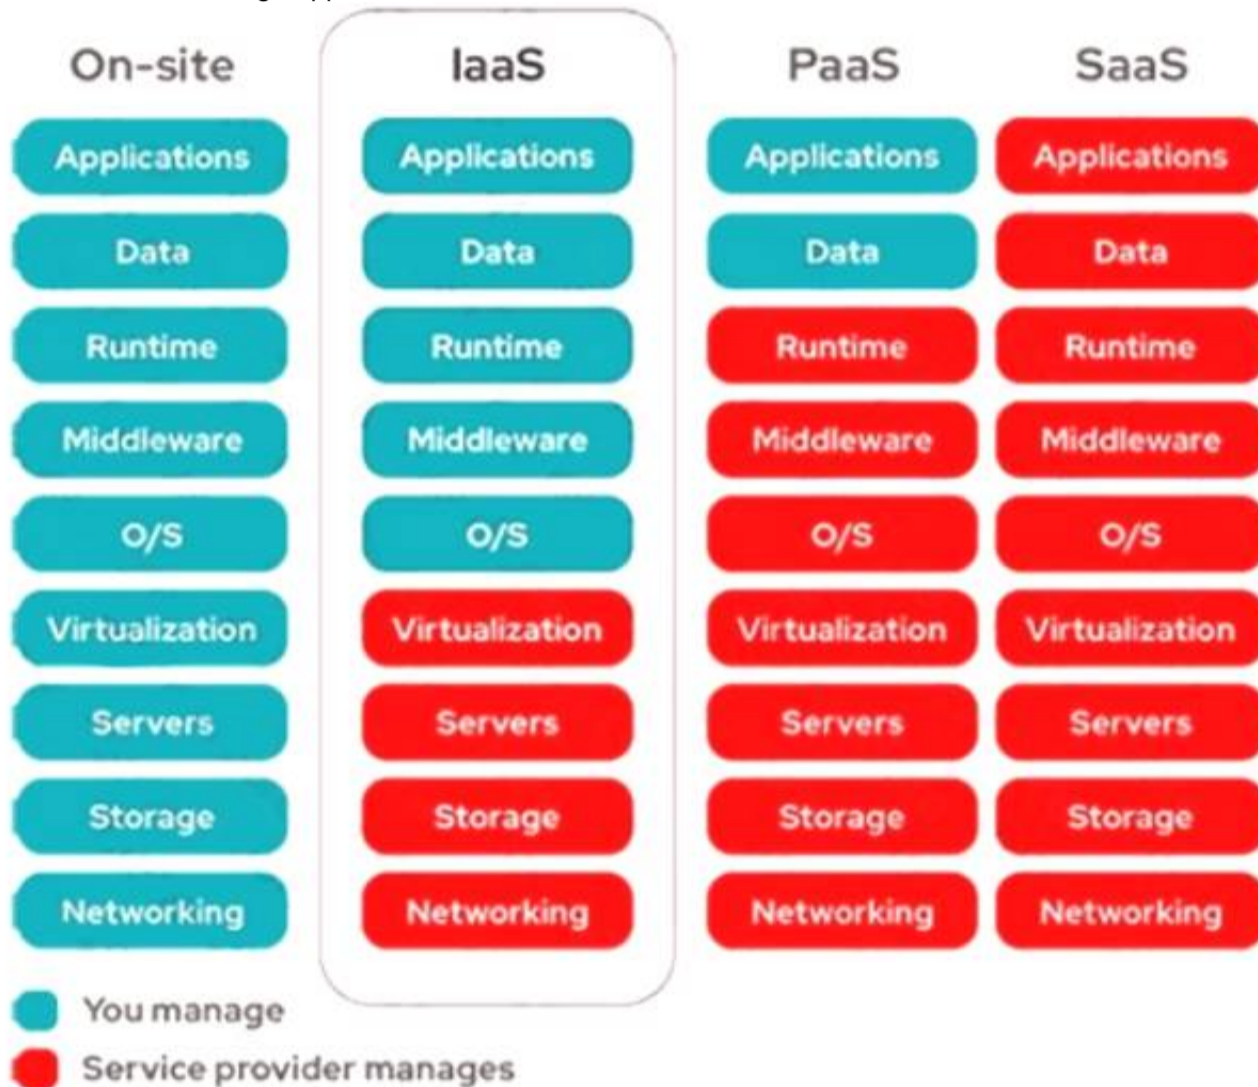 On-site IaaS PaaS SaaS
Applications Applications Applications Applications
Data Data Data Data
Runtime Runtime Runtime Runtime
Middleware Middleware Middleware Middleware
O/S O/S O/S O/S
Virtualization Virtualization Virtualization Virtualization
Servers Servers Servers Servers
Storage Storage Storage Storage
Networking Networking Networking Networking
You manage
Service provider manages